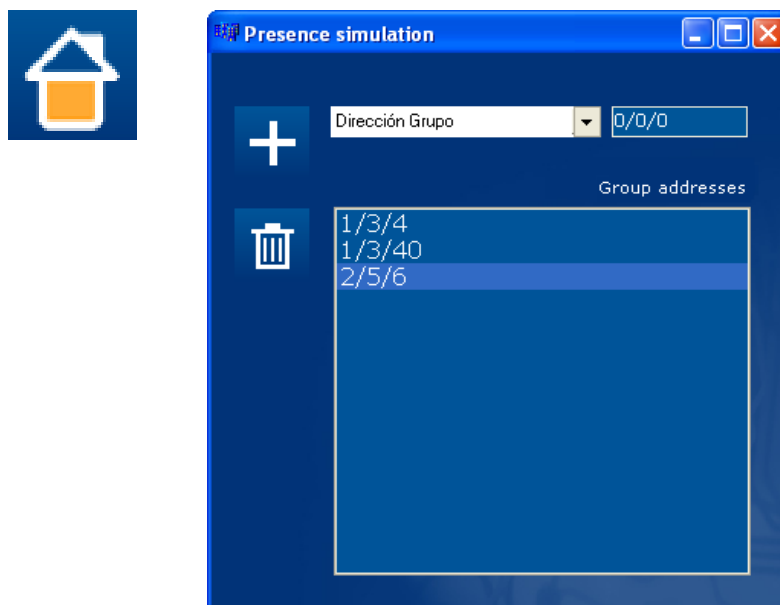 Presence simulation
Dirección Grupo 0/0/0
Group addresses
1/3/4
1/3/40
2/5/6